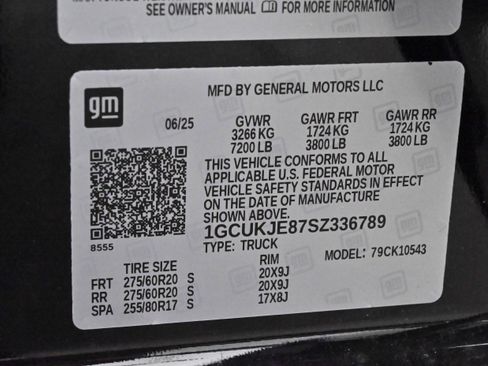 SEE OWNER'S MANUAL FOR MORE INFORMATION
gm
MFD BY GENERAL MOTORS LLC
06/25 GVWR GAWR FRT GAWR RR
3266 KG 1724 KG 1724 KG
7200 LB 3800 LB 3800 LB
THIS VEHICLE CONFORMS TO ALL
APPLICABLE U.S. FEDERAL MOTOR
VEHICLE SAFETY STANDARDS IN EFFECT
ON THE DATE OF MANUFACTURE
SHOWN ABOVE.
1GCUKJE87SZ336789
8555
TYPE: TRUCK MODEL: 79CK10543
TIRE SIZE RIM
FRT 275/60R20 S 20X9J
RR 275/60R20 S 20X9J
SPA 255/80R17 S 17X8J